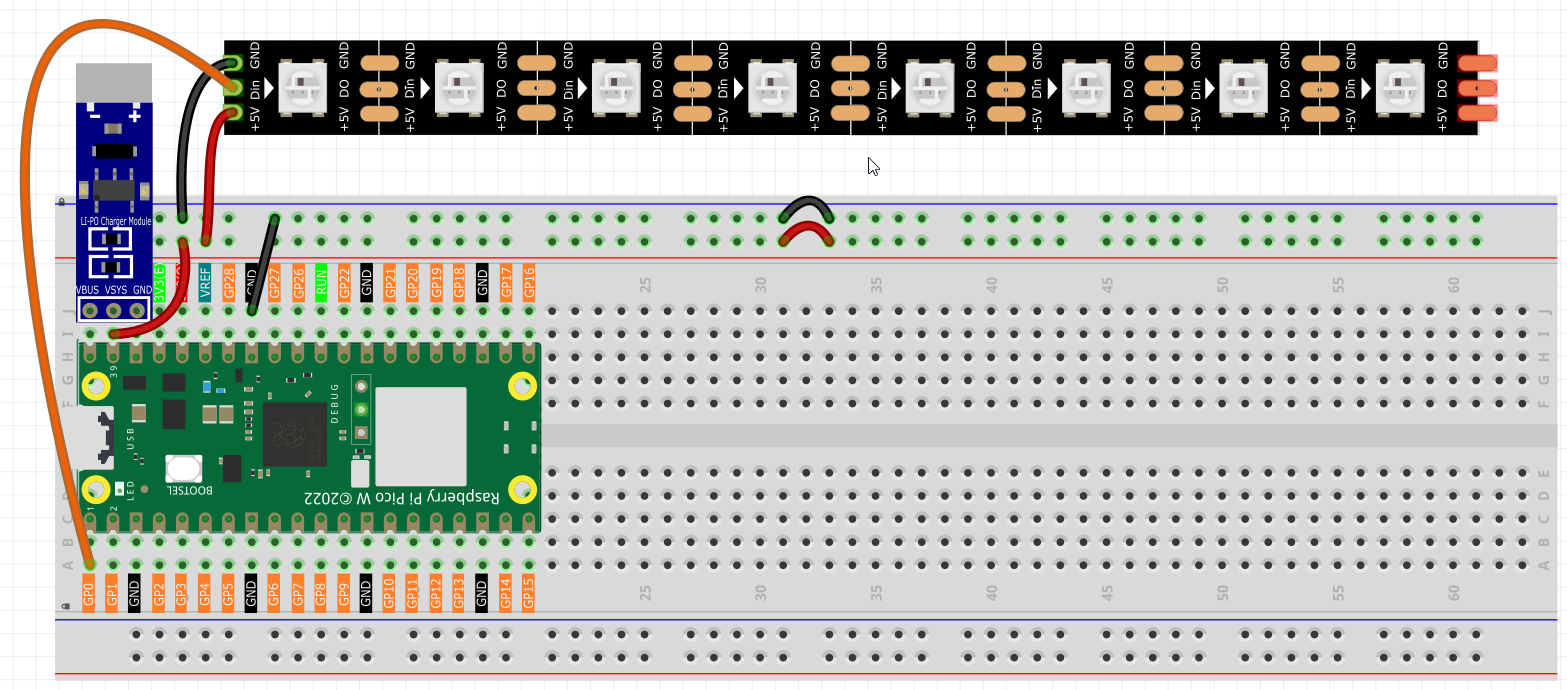 GND GND GND GND GND GND GND GND GND GND GND GND GND GND GND GND
Din DO Din DO Din DO Din DO Din DO Din DO Din DO Din DO
+5V +5V +5V +5V +5V +5V +5V +5V +5V +5V +5V +5V +5V +5V +5V +5V
- +
LI-PO Charger Module
VBUS VSYS GND
3V3(E) VREF GP28 GND GP27 GP26 RUN GP22 GND GP21 GP20 GP19 GP18 GND GP17 GP16
25 30 35 40 45 50 55 60
J J
I I
H H
G G
F F
39
DEBUG
USB
BOOTSEL
LED
Raspberry Pi Pico W ©2022
1 2
E
D D
C C
B B
A A
GP0 GP1 GND GP2 GP3 GP4 GP5 GND GP6 GP7 GP8 GP9 GND GP10 GP11 GP12 GP13 GND GP14 GP15
25 30 35 40 45 50 55 60